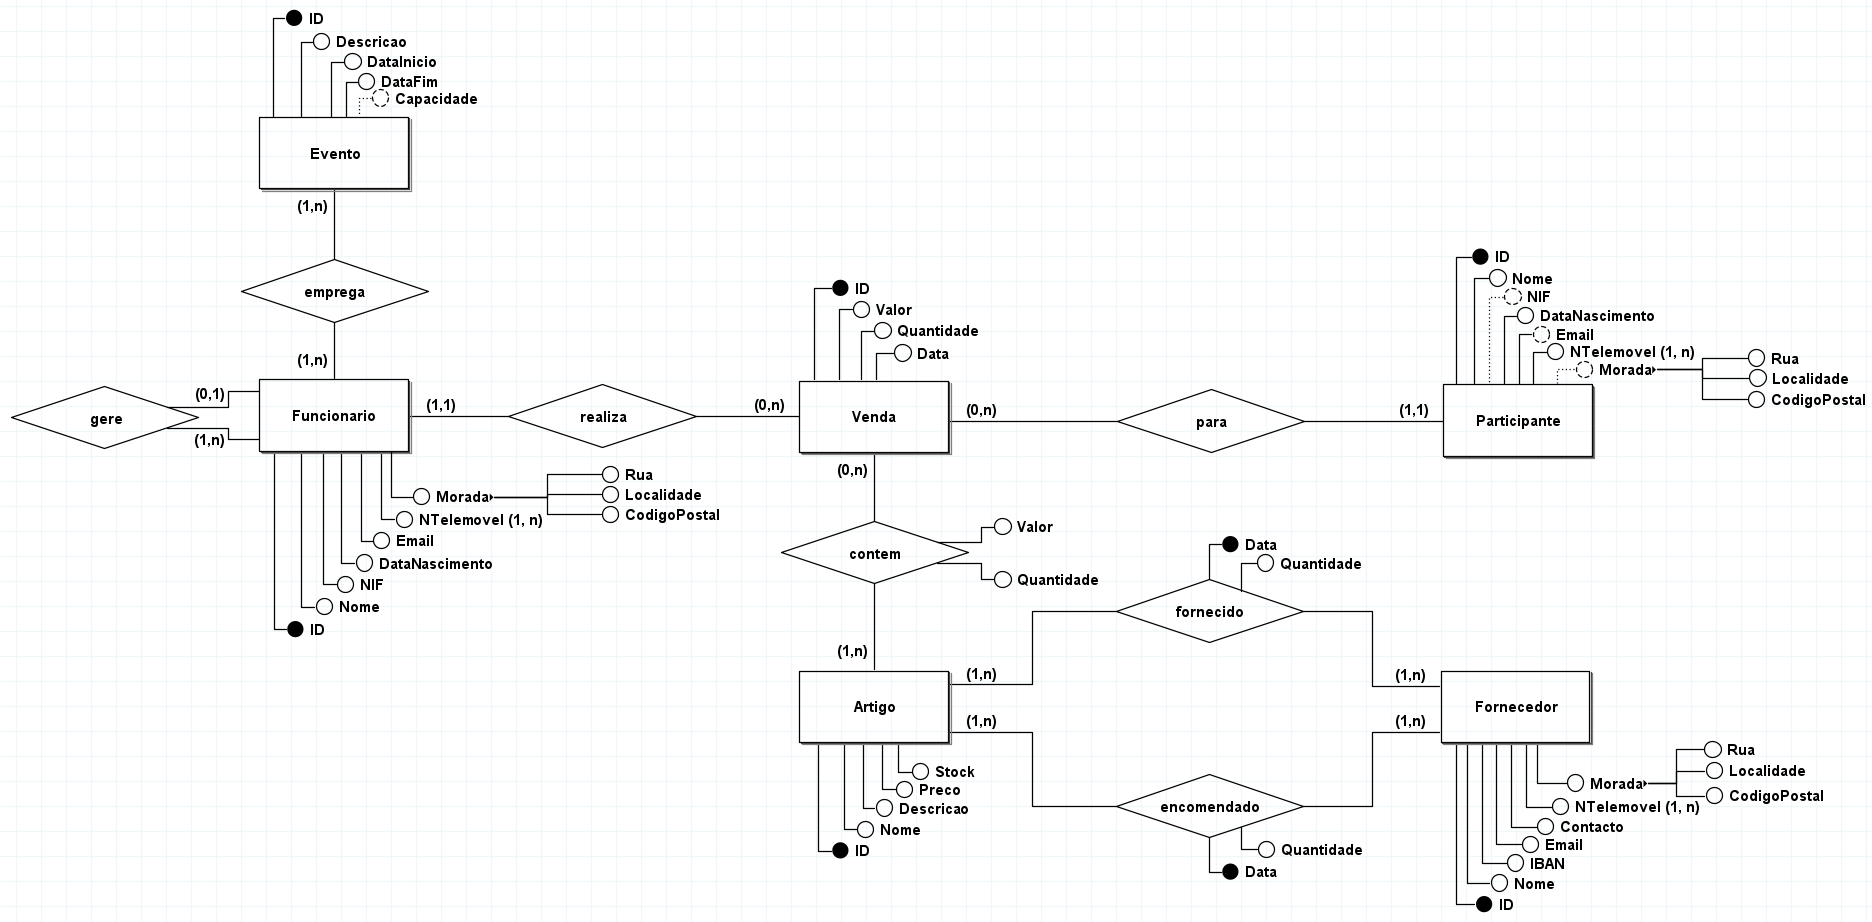 ID
Descricao
DataInicio
DataFim
Capacidade
Evento
(1,n)
emprega
(1,n)
(0,1)
gere
(1,n)
Funcionario
(1,1)
realiza
(0,n)
Morada
Rua
Localidade
CodigoPostal
NTelemovel (1, n)
Email
DataNascimento
NIF
Nome
ID
ID
Valor
Quantidade
Data
Venda
(0,n)
para
(1,1)
ID
Nome
NIF
DataNascimento
Email
NTelemovel (1, n)
Morada
Rua
Localidade
CodigoPostal
Participante
(0,n)
contem
Valor
Quantidade
(1,n)
Artigo
Stock
Preco
Descricao
Nome
ID
(1,n)
Data
Quantidade
fornecido
(1,n)
(1,n)
encomendado
Quantidade
Data
(1,n)
Fornecedor
Morada
Rua
Localidade
CodigoPostal
NTelemovel (1, n)
Contacto
Email
IBAN
Nome
ID